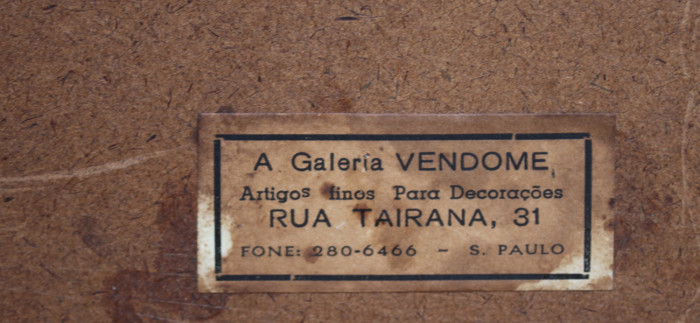 A Galeria VENDOME,
Artigos finos Para Decorações
RUA TAIRANA, 31
FONE: 280-6466 - S. PAULO